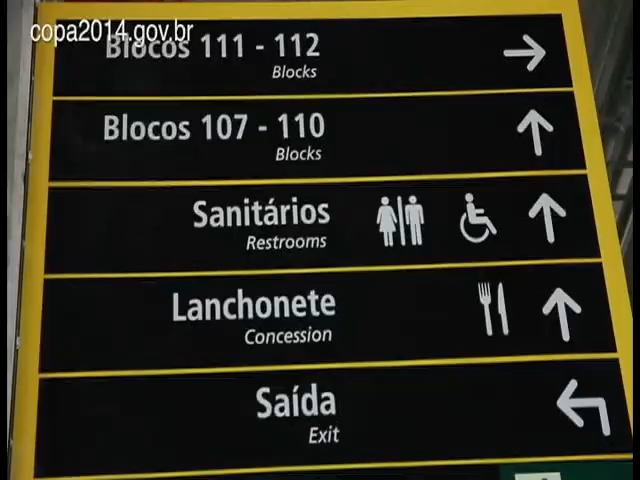 copa2014.gov.br
Blocos 111 - 112
Blocks
Blocos 107 - 110
Blocks
Sanitários
Restrooms
Lanchonete
Concession
Saída
Exit